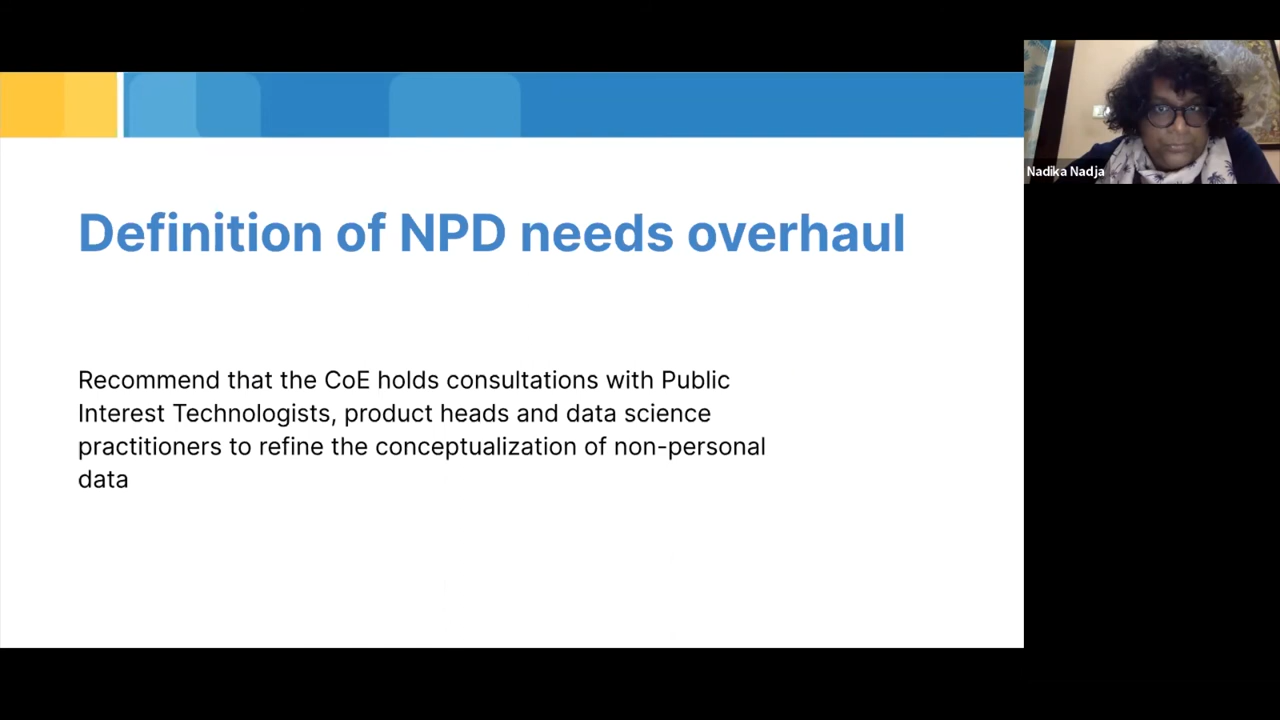 Definition of NPD needs overhaul
Recommend that the CoE holds consultations with Public
Interest Technologists, product heads and data science
practitioners to refine the conceptualization of non-personal
data
Nadika Nadja